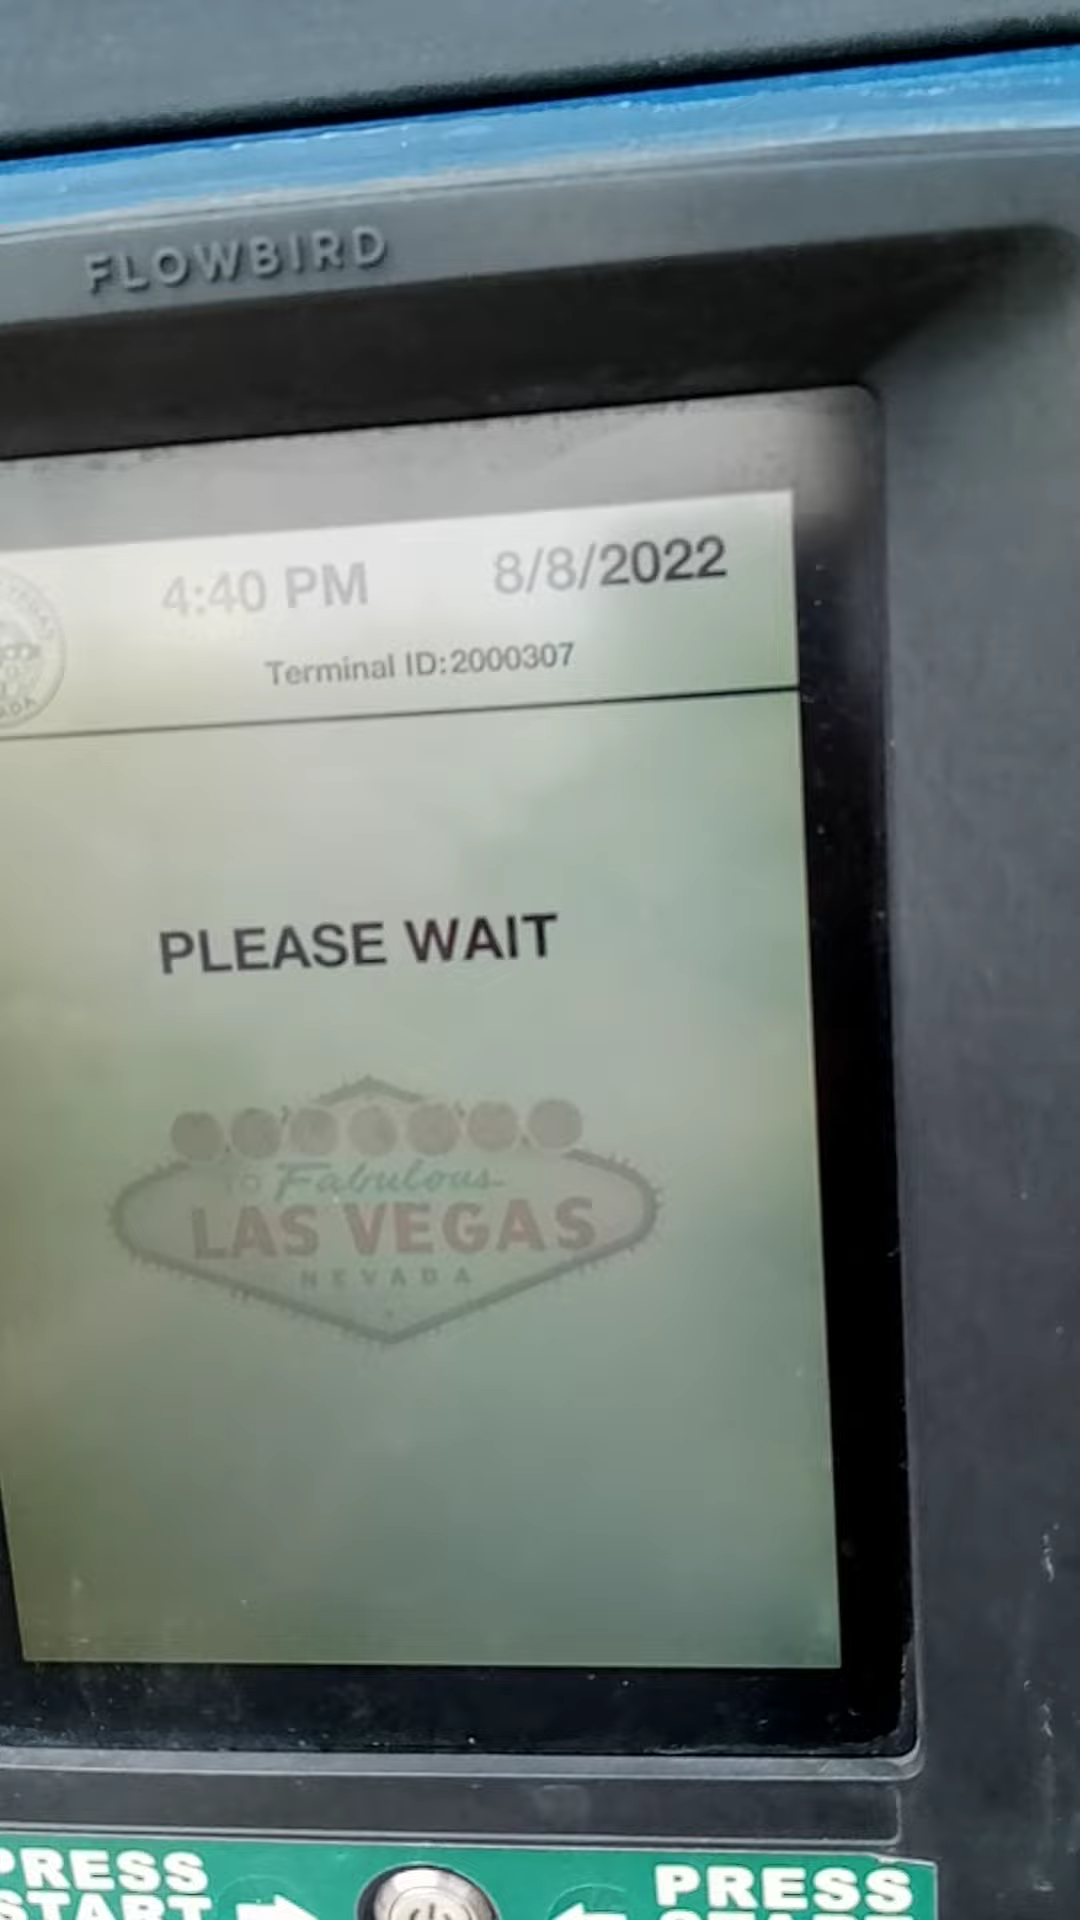 FLOWBIRD
4:40 PM 8/8/2022
Terminal ID:2000307
PLEASE WAIT
TO Fabulous
LAS VEGAS
NEVADA
PRESS
START
PRESS